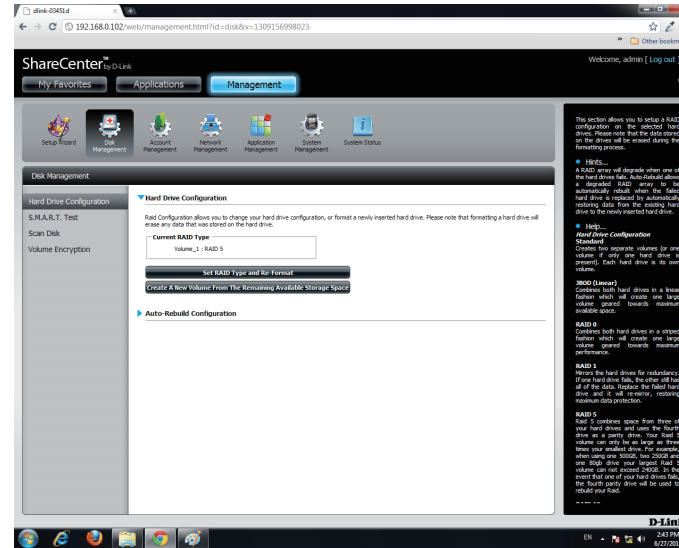 dlink-03451d
192.168.0.102/web/management.html?id=disk&v=1309156998023
Other bookm
ShareCenter™ by D-Link
Welcome, admin [ Log out ]
My Favorites
Applications
Management
Setup Wizard
Disk Management
Account Management
Network Management
Application Management
System Management
System Status
Disk Management
Hard Drive Configuration
S.M.A.R.T. Test
Scan Disk
Volume Encryption
Hard Drive Configuration
Raid Configuration allows you to change your hard drive configuration, or format a newly inserted hard drive. Please note that formatting a hard drive will
erase any data that was stored on the hard drive.
Current RAID Type
Volume_1 : RAID 5
Set RAID Type and Re-Format
Create A New Volume From The Remaining Available Storage Space
Auto-Rebuild Configuration
This section allows you to setup a RAID
configuration on the selected hard
drives. Please note that the data stored
on the drives will be erased during the
formatting process.
Hints...
A RAID array will degrade when one of
the hard drives fails. Auto-Rebuild allows
a degraded RAID array to be
automatically rebuilt when the failed
hard drive is replaced by automatically
restoring data from the existing hard
drive to the newly inserted hard drive.
Help...
Hard Drive Configuration
Standard
Creates two separate volumes (or one
volume if only one hard drive is
present). Each hard drive is its own
volume.
JBOD (Linear)
Combines both hard drives in a linear
fashion which will create one large
volume geared towards maximum
available space.
RAID 0
Combines both hard drives in a striped
fashion which will create one large
volume geared towards maximum
performance.
RAID 1
Mirrors the hard drives for redundancy.
If one hard drive fails, the other still has
all of the data. Replace the failed hard
drive and it will re-mirror, restoring
maximum data protection.
RAID 5
Raid 5 combines space from three of
your hard drives and uses the fourth
drive as a parity drive. Your Raid 5
volume can only be as large as three
times your smallest drive. For example,
when using one 500GB, two 250GB and
one 80gb drive your largest Raid 5
volume can not exceed 240GB. In the
event that one of your hard drives fails,
the fourth parity drive will be used to
rebuild your Raid.
D-Lin
EN
2:43 PM
6/27/201